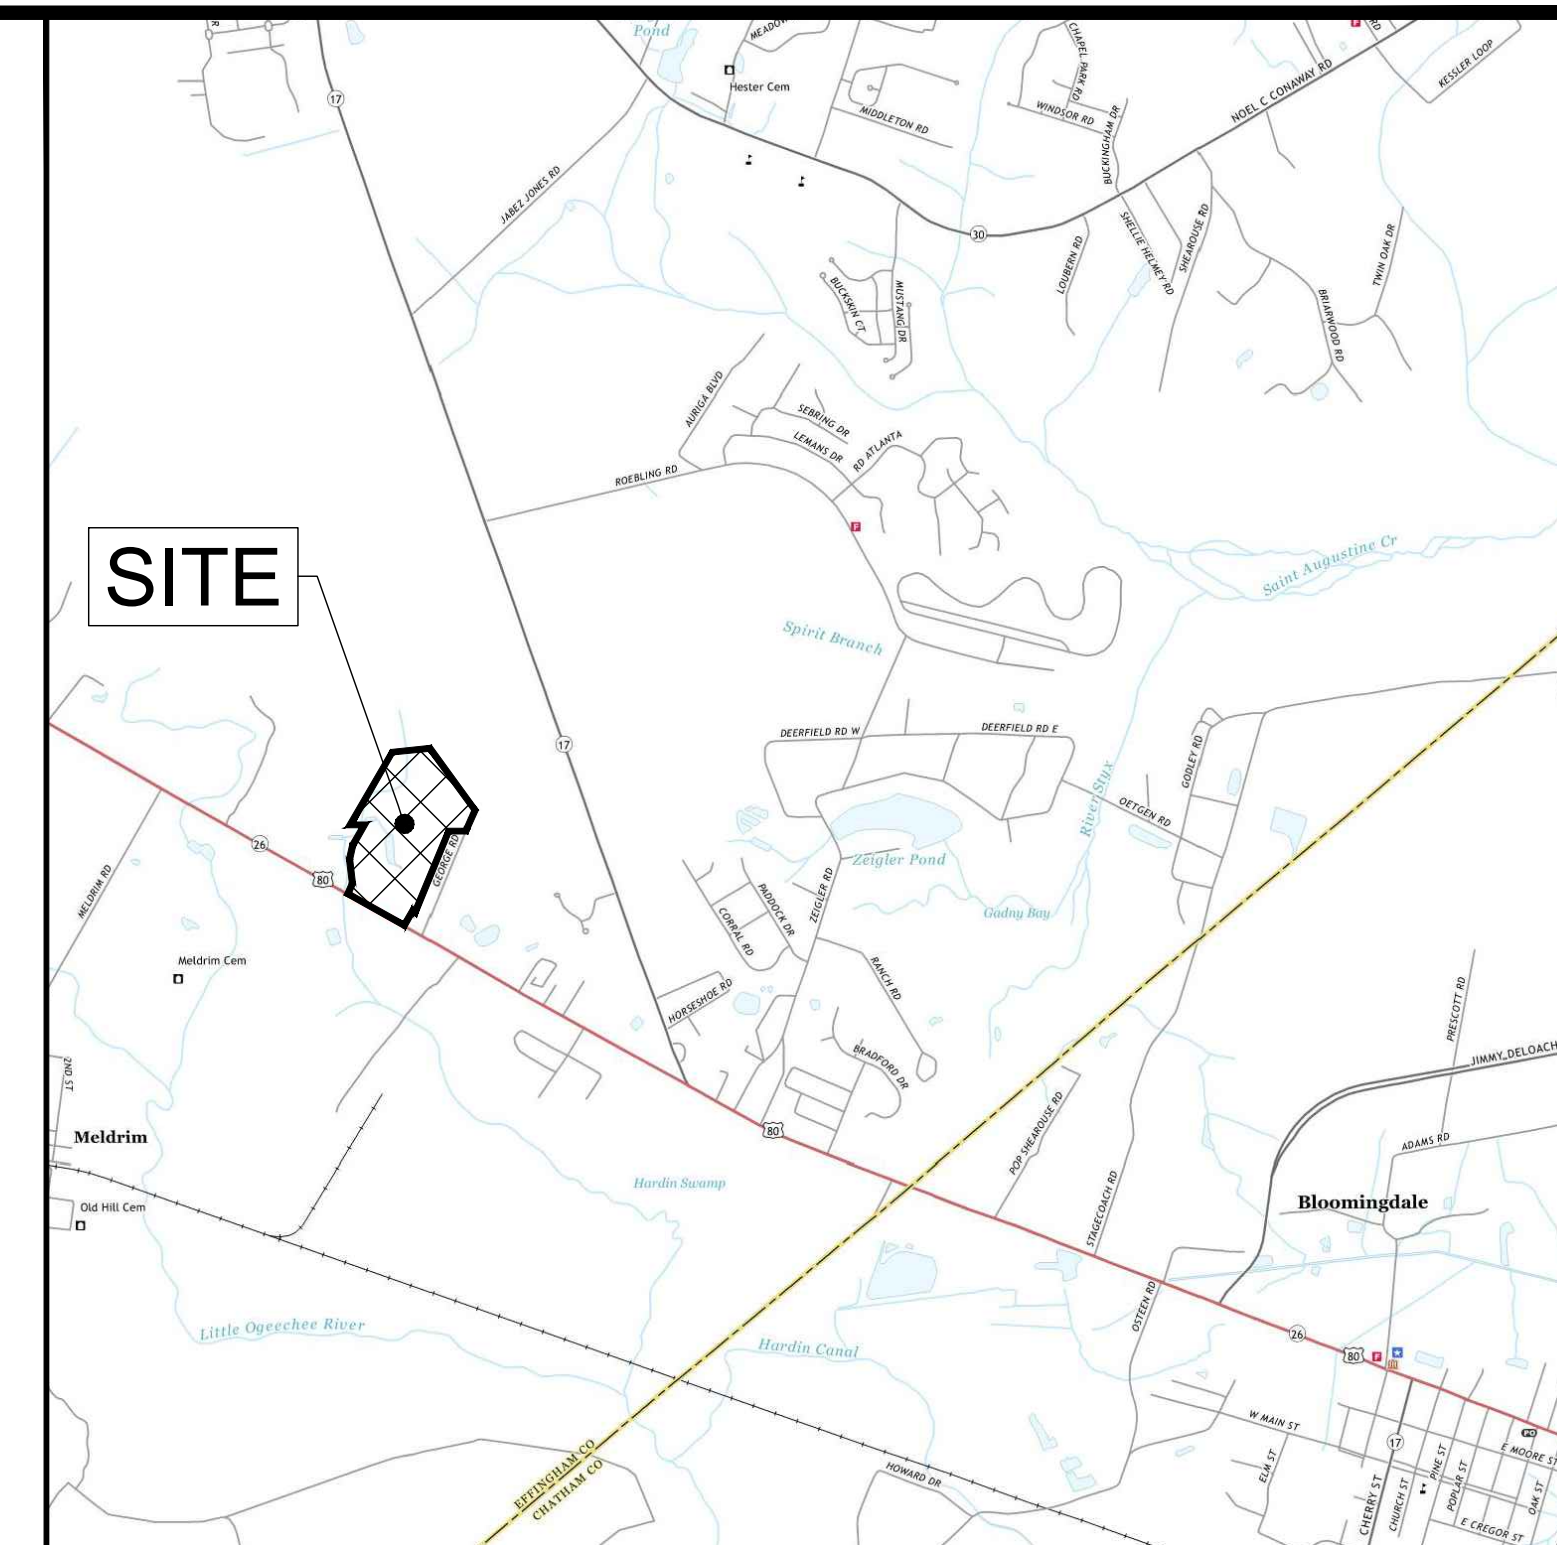 Pond
Hester Cem
CHAPEL PARK RD
KESSLER LOOP
17
MIDDLETON RD
WINDSOR RD
BUCKINGHAM DR
NOEL C CONAWAY RD
JABEZ JONES RD
30
LOUBERN RD
SHELLIE HELMEY RD
SHEAROUSE RD
TWIN OAK DR
BUCKSKIN CT
MUSTANG DR
BRIARWOOD RD
AURIGA BLVD
SEBRING DR
LEMANS DR
RD ATLANTA
ROEBLING RD
F
SITE
Saint Augustine Cr
Spirit Branch
DEERFIELD RD W
DEERFIELD RD E
GODLEY RD
17
River Styx
OETGEN RD
26
80
GEORGE RD
MELDRIM RD
Zeigler Pond
ZEIGLER RD
PADDOCK DR
CORRAL RD
Gadny Bay
Meldrim Cem
RANCH RD
HORSESHOE RD
PRESCOTT RD
BRADFORD DR
JIMMY DELOACH
2ND ST
Meldrim
80
POP SHEAROUSE RD
ADAMS RD
Hardin Swamp
STAGECOACH RD
Bloomingdale
Old Hill Cem
OSTEEN RD
Little Ogeechee River
Hardin Canal
26
80
F
W MAIN ST
PO
17
E MOORE ST
EFFINGHAM CO
CHATHAM CO
HOWARD DR
ELM ST
CHERRY ST
CHURCH ST
PINE ST
POPLAR ST
OAK ST
E CREGOR ST